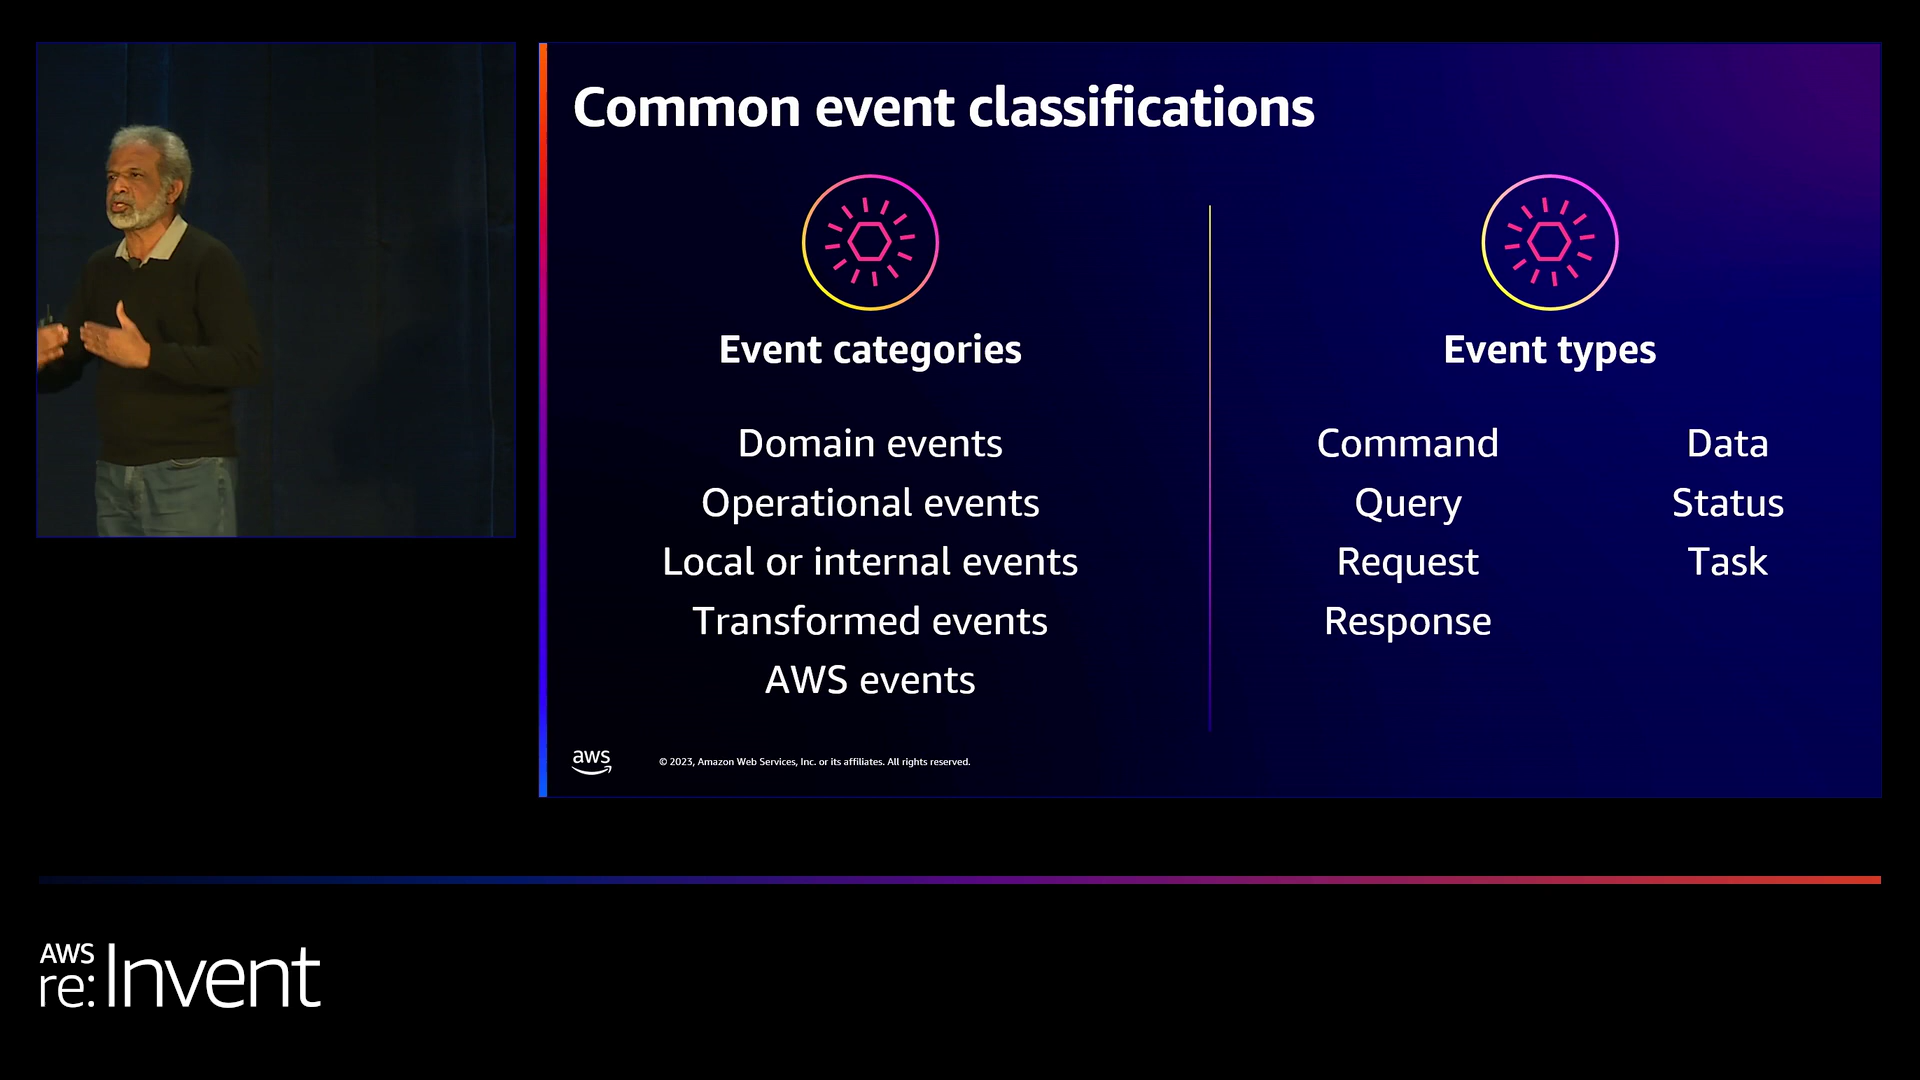 Common event classifications
Event categories
Domain events
Operational events
Local or internal events
Transformed events
AWS events
Event types
Command
Query
Request
Response
Data
Status
Task
aws
© 2023, Amazon Web Services, Inc. or its affiliates. All rights reserved.
AWS
re:Invent